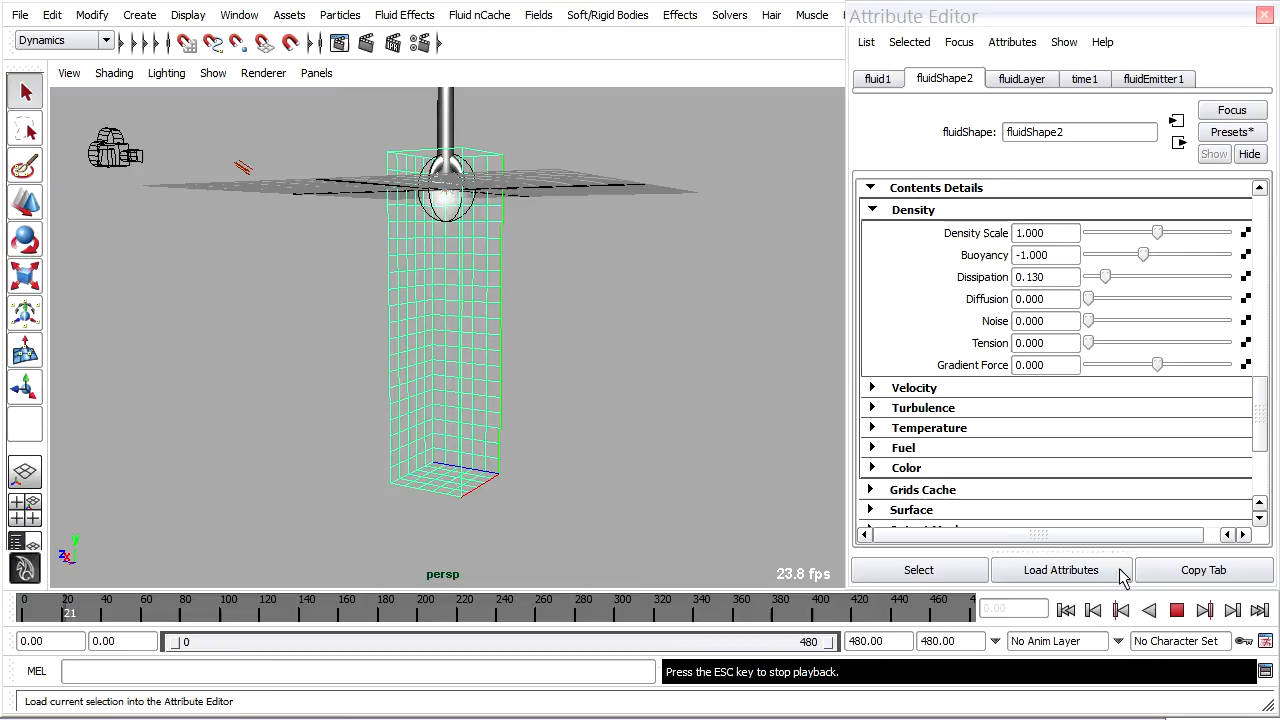 File Edit Modify Create Display Window Assets Particles Fluid Effects Fluid nCache Fields Soft/Rigid Bodies Effects Solvers Hair Muscle
Attribute Editor
Dynamics
List Selected Focus Attributes Show Help
View Shading Lighting Show Renderer Panels
fluid1 fluidShape2 fluidLayer time1 fluidEmitter1
Focus
fluidShape: fluidShape2 Presets*
Show Hide
Contents Details
Density
Density Scale 1.000
Buoyancy -1.000
Dissipation 0.130
Diffusion 0.000
Noise 0.000
Tension 0.000
Gradient Force 0.000
Velocity
Turbulence
Temperature
Fuel
Color
Grids Cache
Surface
y
z x
persp
23.8 fps
Select Load Attributes Copy Tab
0 20 40 60 80 100 120 140 160 180 200 220 240 260 280 300 320 340 360 380 400 420 440 460 4
21
0.00
0.00 0.00 0 480 480.00 480.00 No Anim Layer No Character Set
MEL Press the ESC key to stop playback.
Load current selection into the Attribute Editor